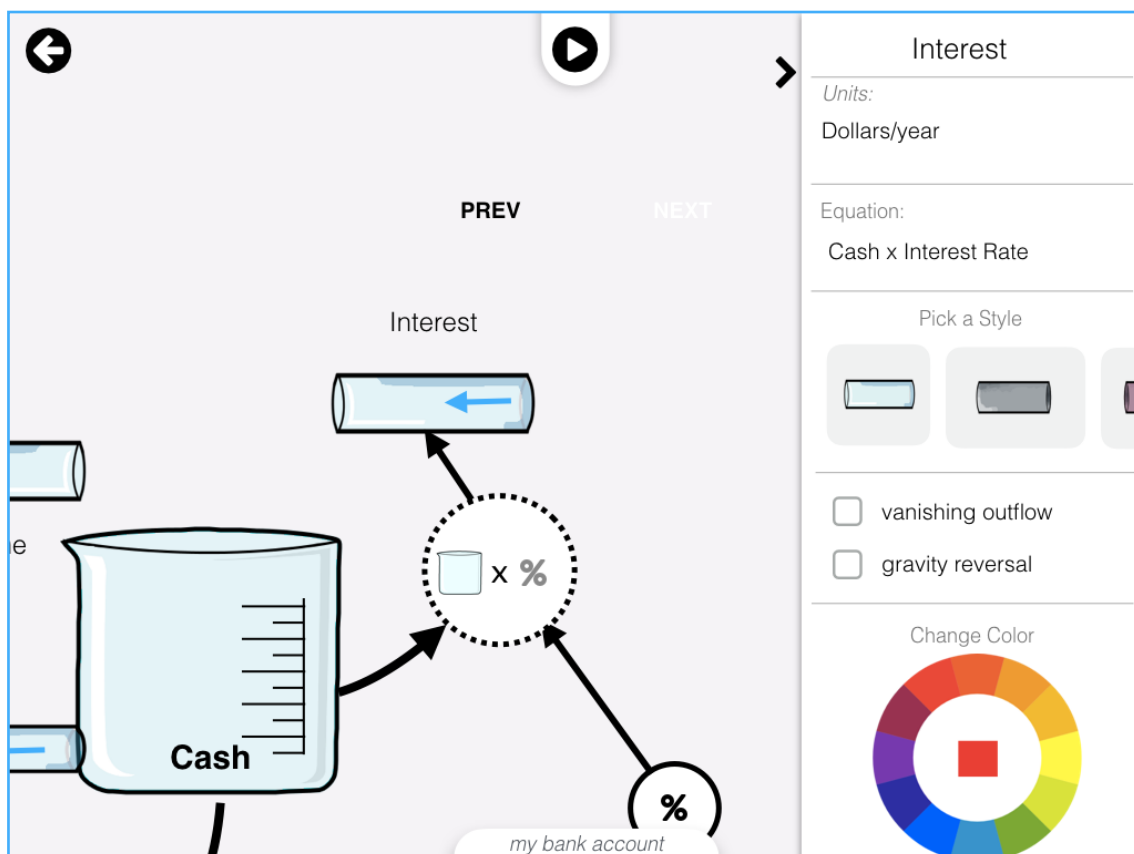 Interest
Units:
Dollars/year
PREV
NEXT
Equation:
Cash x Interest Rate
Interest
Pick a Style
x %
vanishing outflow
gravity reversal
Change Color
Cash
%
my bank account